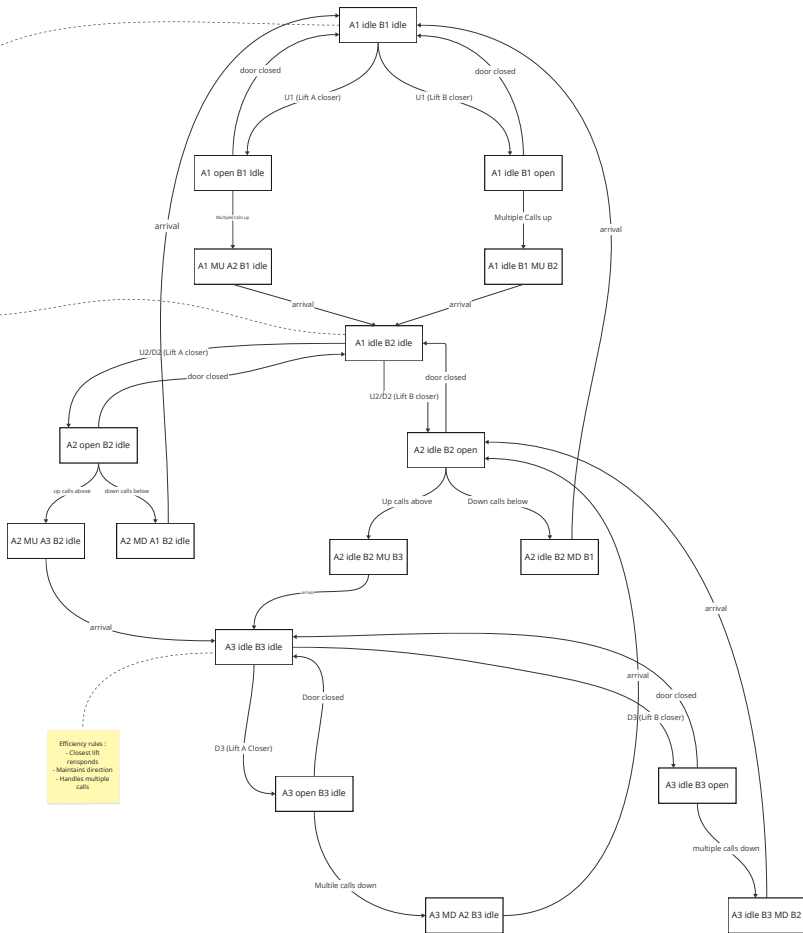 A1 idle B1 idle
door closed
door closed
U1 (Lift A closer)
U1 (Lift B closer)
A1 open B1 Idle
A1 idle B1 open
Multiple Calls up
Multiple Calls up
arrival
arrival
A1 MU A2 B1 idle
A1 idle B1 MU B2
arrival
arrival
A1 idle B2 idle
U2/D2 (Lift A closer)
door closed
door closed
U2/D2 (Lift B closer)
A2 open B2 idle
A2 idle B2 open
up calls above
down calls below
Up calls above
Down calls below
A2 MU A3 B2 idle
A2 MD A1 B2 idle
A2 idle B2 MU B3
A2 idle B2 MD B1
arrival
arrival
arrival
A3 idle B3 idle
arrival
Door closed
door closed
D3 (Lift B closer)
D3 (Lift A Closer)
Efficiency rules :
- Closest lift
rensponds
- Maintains direction
- Handles multiple
calls
A3 open B3 idle
A3 idle B3 open
multiple calls down
Multile calls down
A3 MD A2 B3 idle
A3 idle B3 MD B2